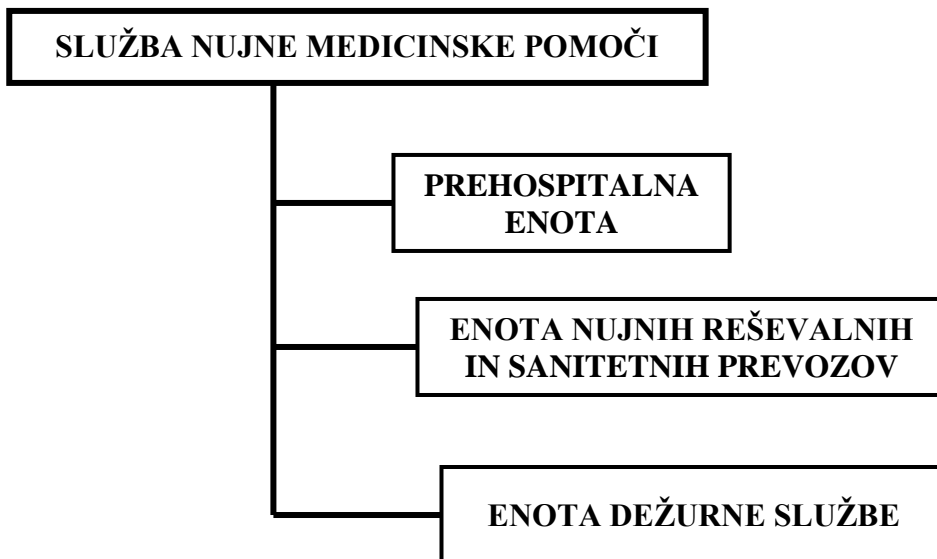 SLUŽBA NUJNE MEDICINSKE POMOČI
PREHOSPITALNA
ENOTA
ENOTA NUJNIH REŠEVALNIH
IN SANITETNIH PREVOZOV
ENOTA DEŽURNE SLUŽBE